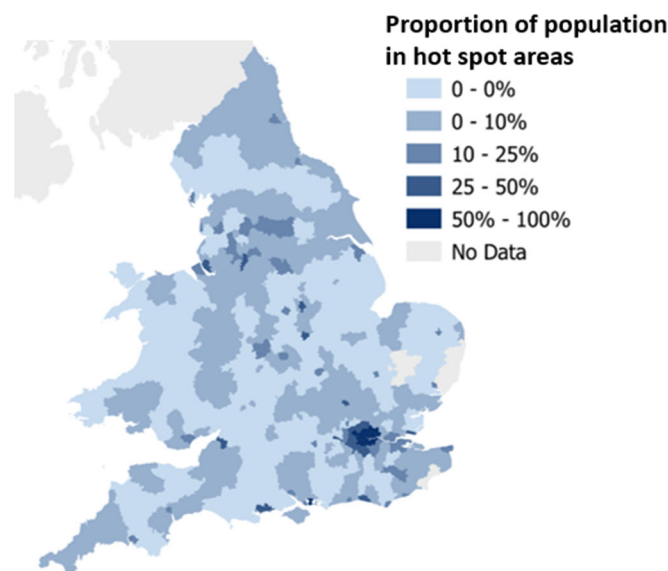 Proportion of population
in hot spot areas
0 - 0%
0 - 10%
10 - 25%
25 - 50%
50% - 100%
No Data